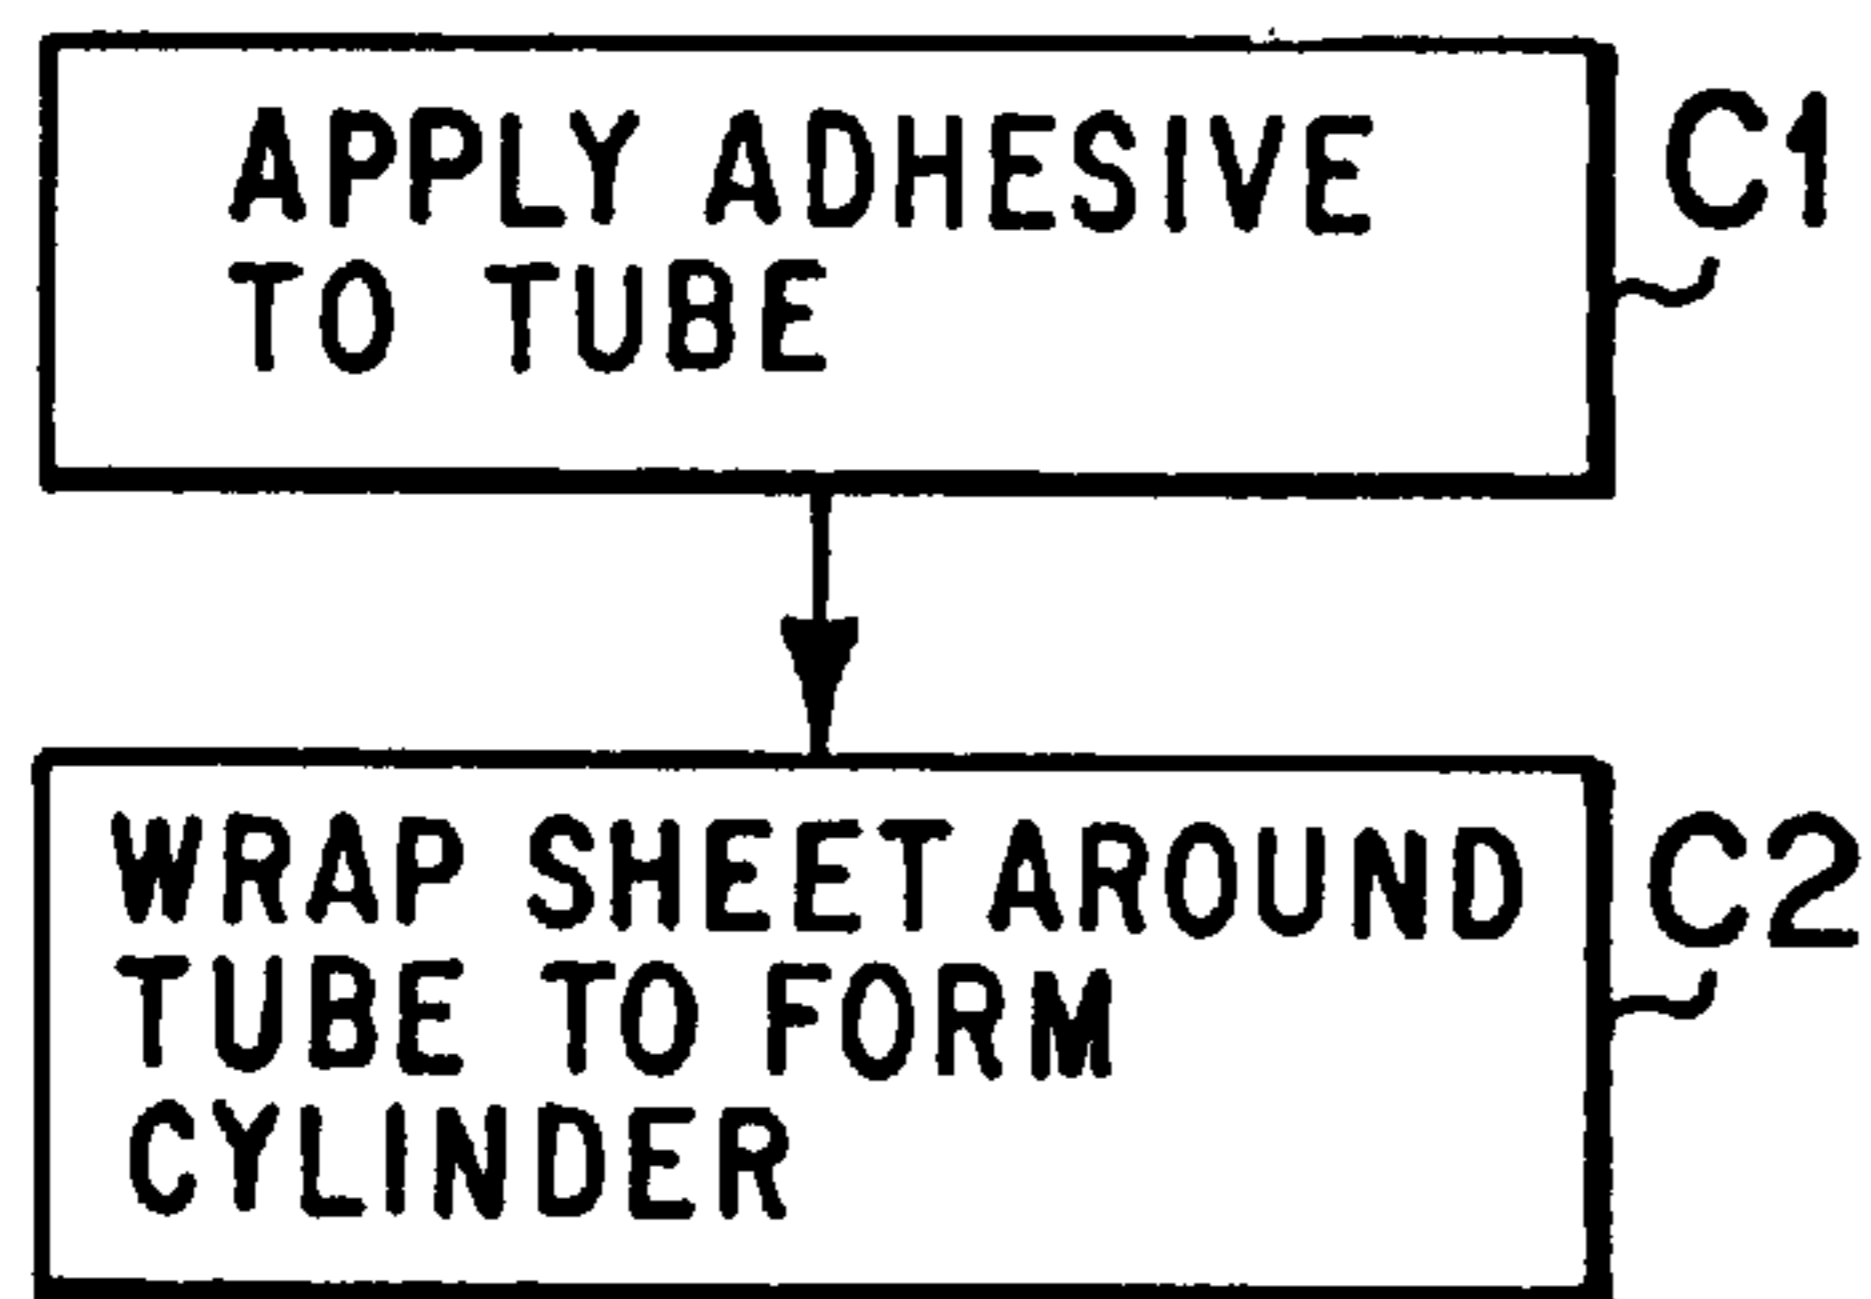 APPLY ADHESIVE
TO TUBE
C1
WRAP SHEET AROUND
TUBE TO FORM
CYLINDER
C2